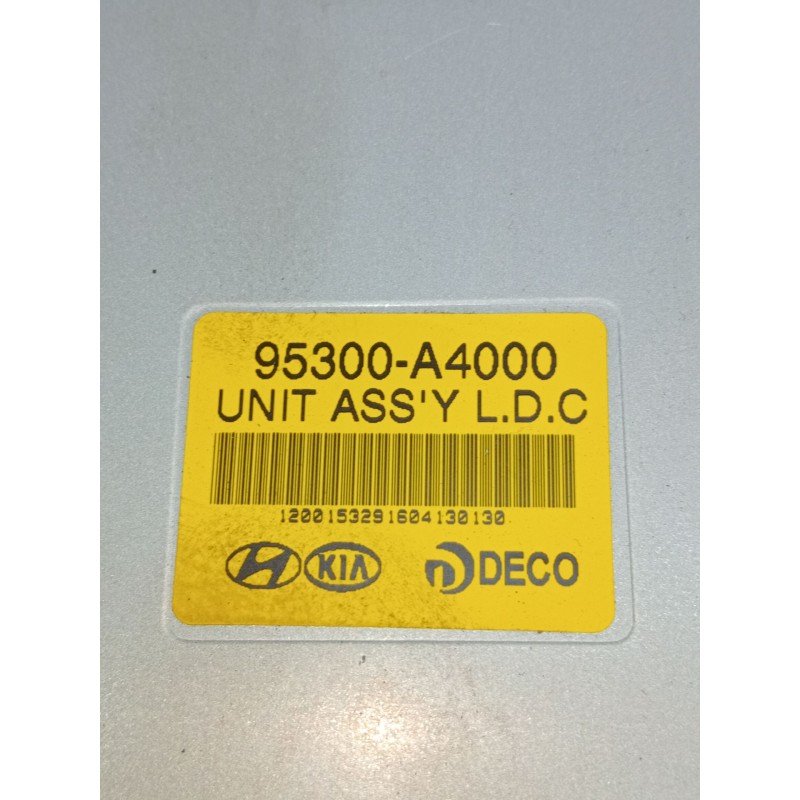 95300-A4000
UNIT ASS'Y L.D.C
1200153291604130130
KIA DECO